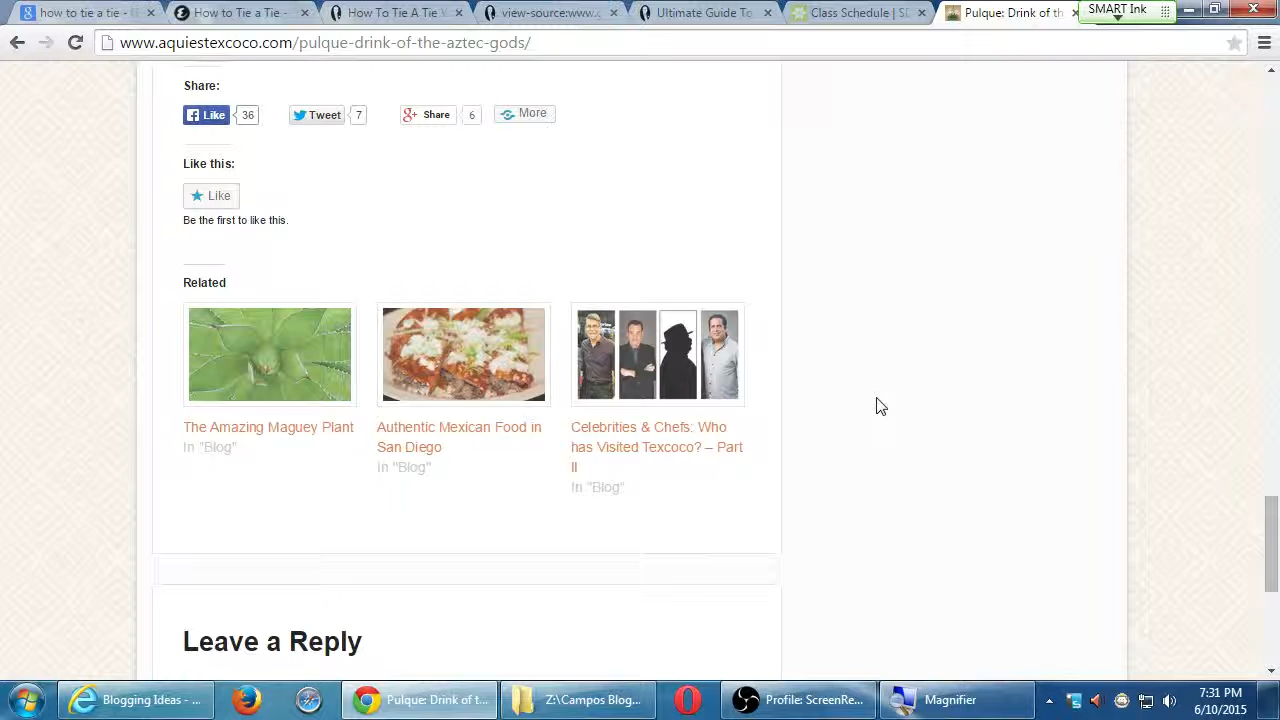 how to tie a tie -
How to Tie a Tie -
How To Tie A Tie
view-source:www.
Ultimate Guide To
Class Schedule | S
Pulque: Drink of th
SMART Ink
www.aquiestexcoco.com/pulque-drink-of-the-aztec-gods/
Share:
Like 36 Tweet 7 Share 6 More
Like this:
Like
Be the first to like this.
Related
The Amazing Maguey Plant
In "Blog"
Authentic Mexican Food in
San Diego
In "Blog"
Celebrities & Chefs: Who
has Visited Texcoco? – Part
II
In "Blog"
Leave a Reply
Blogging Ideas - ...
Pulque: Drink of t...
Z:\Campos Blog...
Profile: ScreenRe...
Magnifier
7:31 PM
6/10/2015